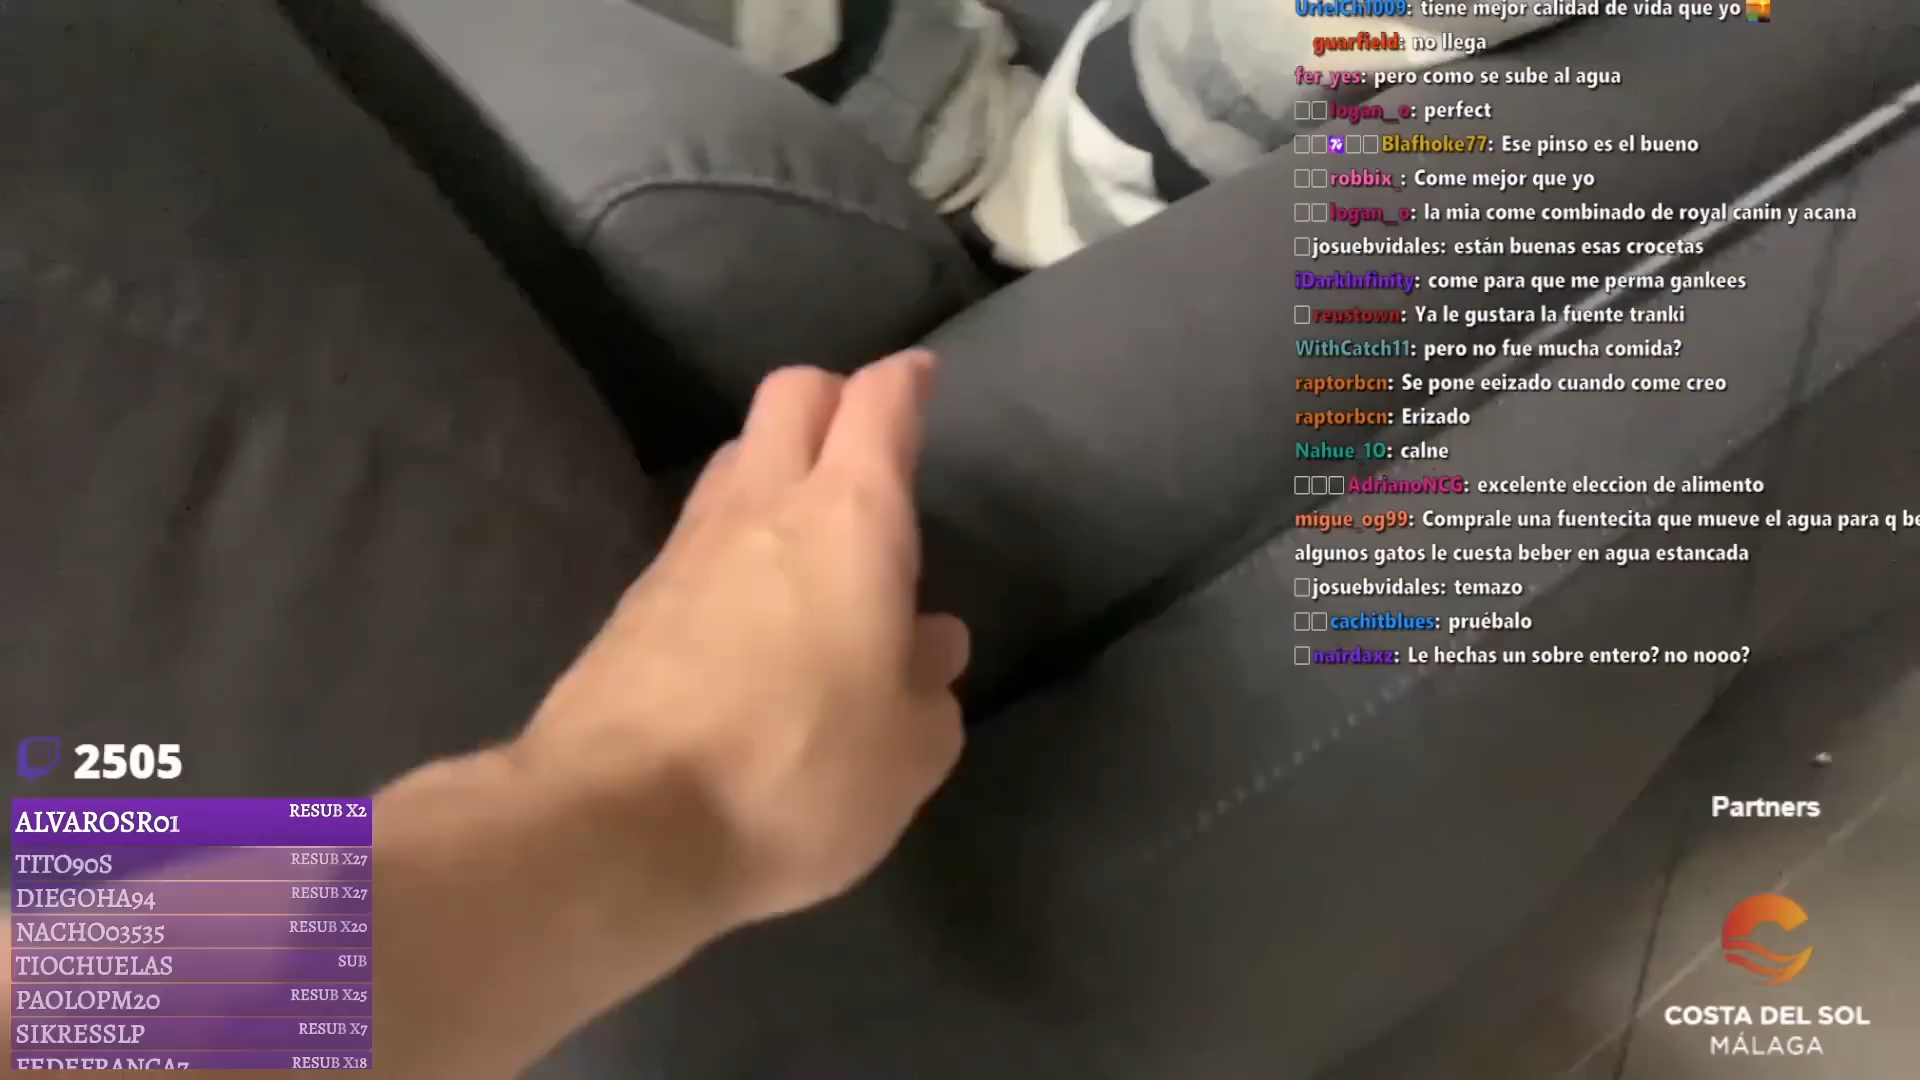 UrielCh1009: tiene mejor calidad de vida que yo
guarfield: no llega
fer_yes: pero como se sube al agua
logan__o: perfect
Blafhoke77: Ese pinso es el bueno
robbix_: Come mejor que yo
logan__o: la mia come combinado de royal canin y acana
josuebvidales: están buenas esas crocetas
iDarkInfinity: come para que me perma gankees
reustown: Ya le gustara la fuente tranki
WithCatch11: pero no fue mucha comida?
raptorbcn: Se pone eeizado cuando come creo
raptorbcn: Erizado
Nahue_10: calne
AdrianoNCG: excelente eleccion de alimento
migue_og99: Comprale una fuentecita que mueve el agua para q be
algunos gatos le cuesta beber en agua estancada
josuebvidales: temazo
cachitblues: pruébalo
nairdaxz: Le hechas un sobre entero? no nooo?
2505
ALVAROSR01 RESUB X2
TITO90S RESUB X27
DIEGOHA94 RESUB X27
NACHO03535 RESUB X20
TIOCHUELAS SUB
PAOLOPM20 RESUB X25
SIKRESSLP RESUB X7
FEDEFRANCA7 RESUB X18
Partners
COSTA DEL SOL
MÁLAGA